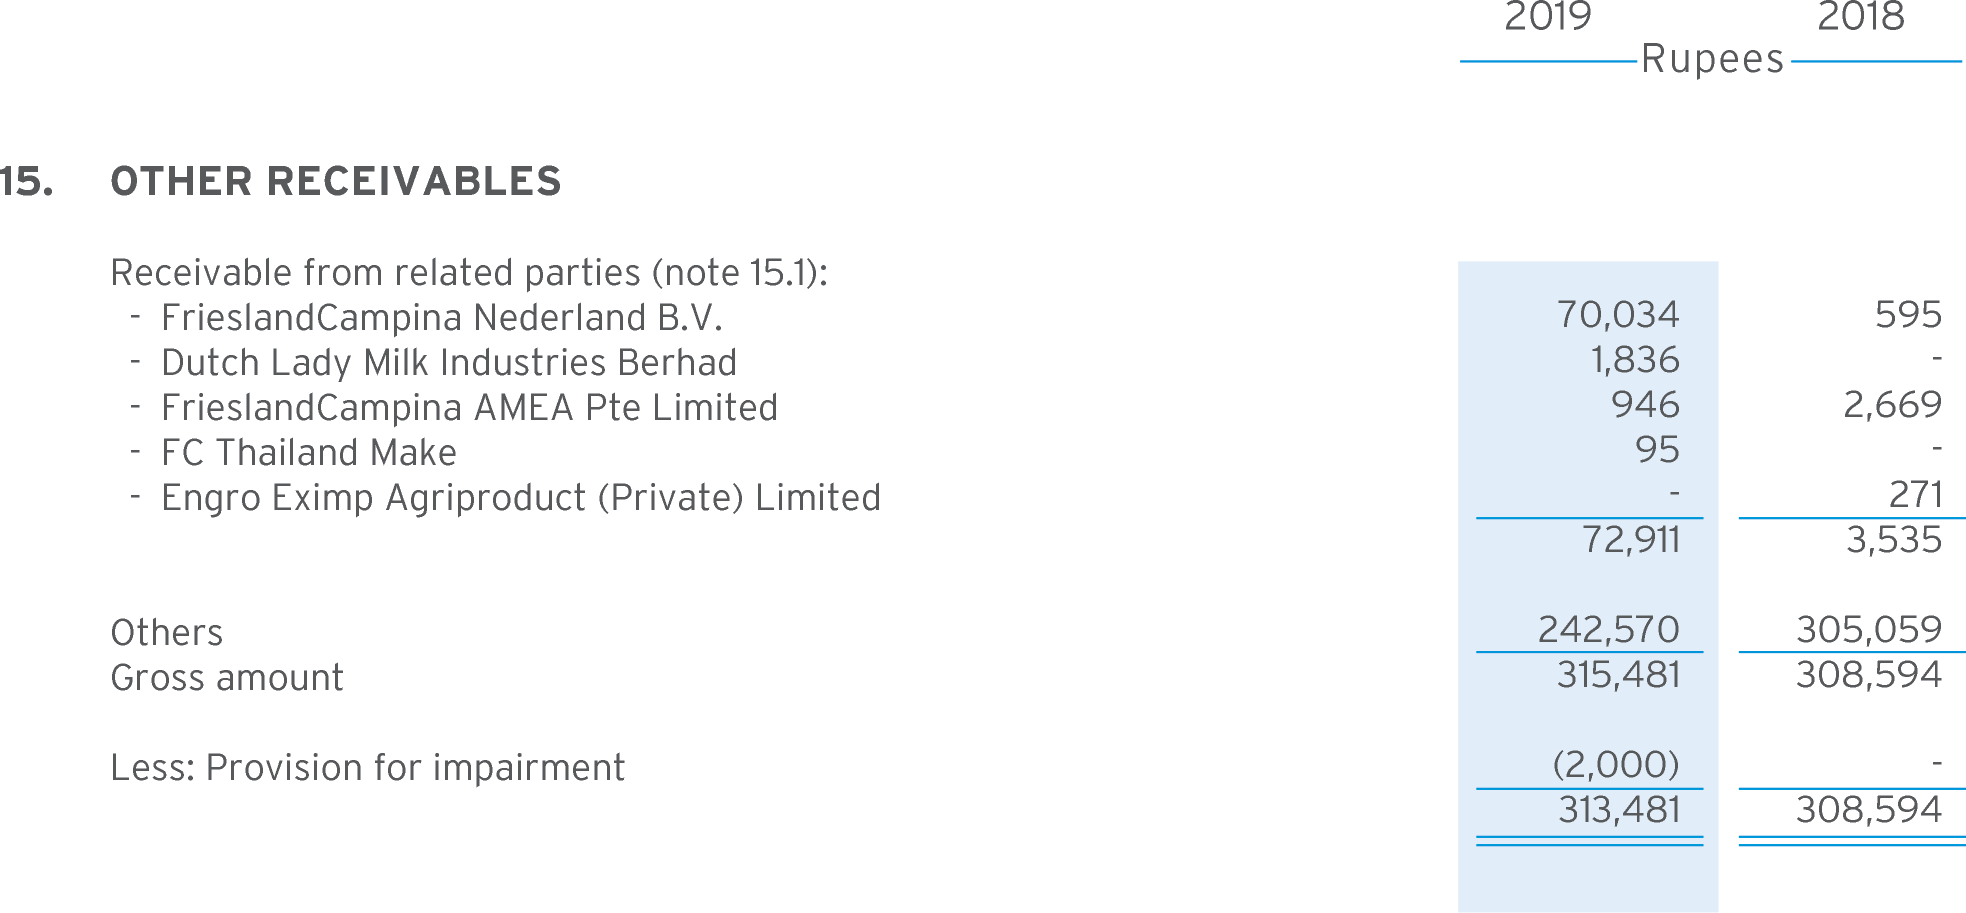 2019 2018
Rupees
15. OTHER RECEIVABLES
Receivable from related parties (note 15.1):
- FrieslandCampina Nederland B.V. 70,034 595
- Dutch Lady Milk Industries Berhad 1,836 -
- FrieslandCampina AMEA Pte Limited 946 2,669
- FC Thailand Make 95 -
- Engro Eximp Agriproduct (Private) Limited - 271
72,911 3,535
Others 242,570 305,059
Gross amount 315,481 308,594
Less: Provision for impairment (2,000) -
313,481 308,594